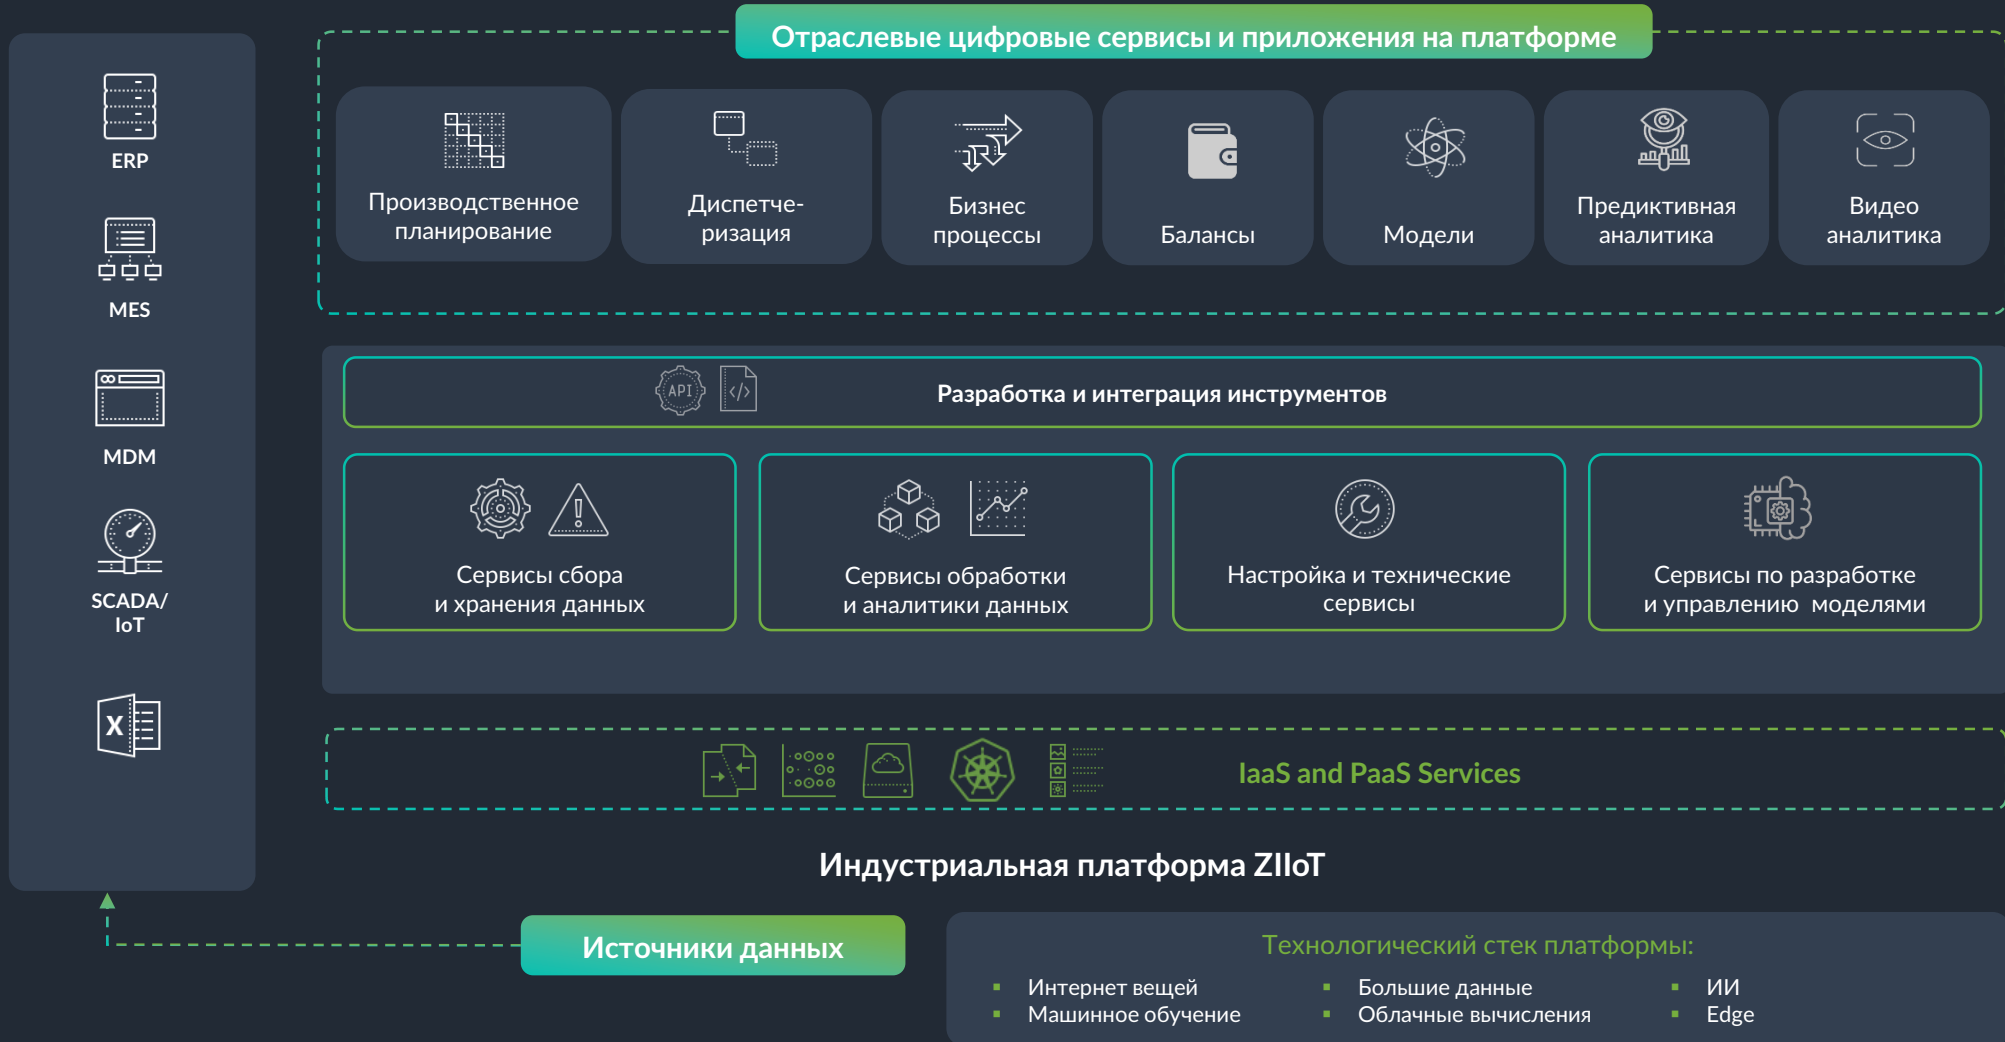 Отраслевые цифровые сервисы и приложения на платформе
ERP
MES
MDM
SCADA/
IoT
X
Производственное
планирование
Диспетче-
ризация
Бизнес
процессы
Балансы
Модели
Предиктивная
аналитика
Видео
аналитика
API
</>
Разработка и интеграция инструментов
Сервисы сбора
и хранения данных
Сервисы обработки
и аналитики данных
Настройка и технические
сервисы
Сервисы по разработке
и управлению моделями
IaaS and PaaS Services
Индустриальная платформа ZIIoT
Источники данных
Технологический стек платформы:
Интернет вещей
Машинное обучение
Большие данные
Облачные вычисления
ИИ
Edge